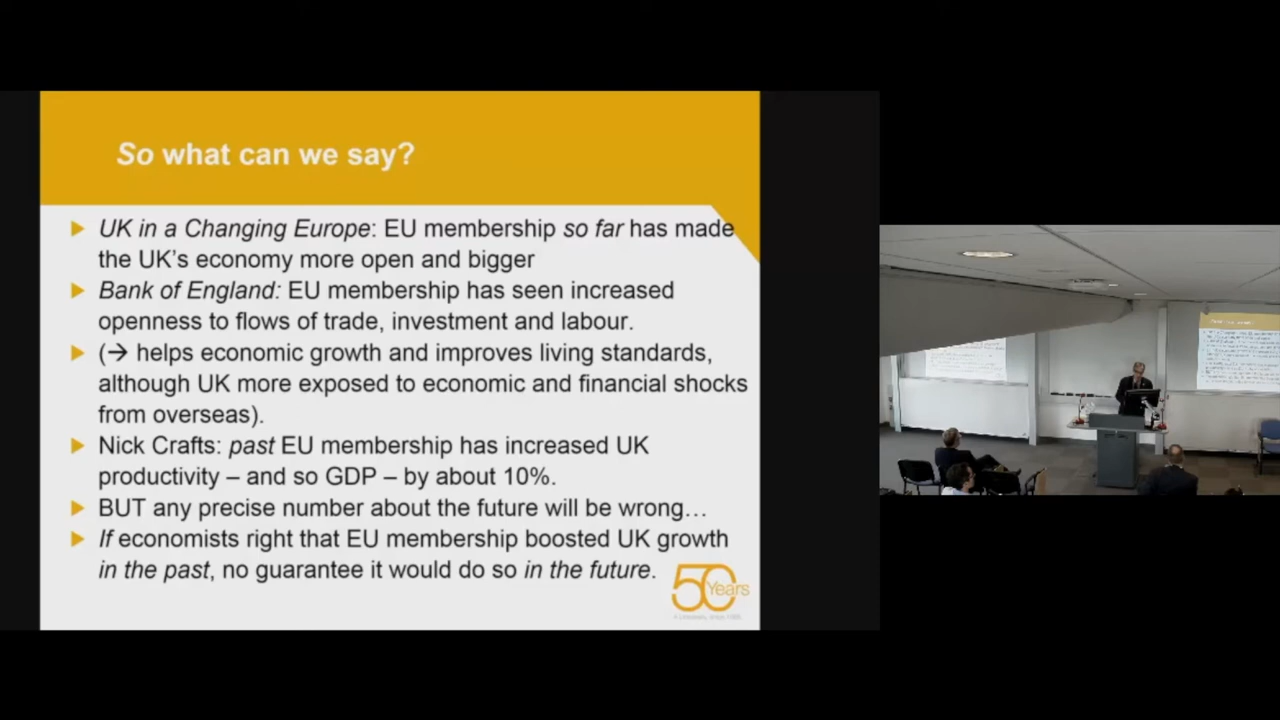 So what can we say?
UK in a Changing Europe: EU membership so far has made
the UK's economy more open and bigger
Bank of England: EU membership has seen increased
openness to flows of trade, investment and labour.
(→ helps economic growth and improves living standards,
although UK more exposed to economic and financial shocks
from overseas).
Nick Crafts: past EU membership has increased UK
productivity – and so GDP – by about 10%.
BUT any precise number about the future will be wrong…
If economists right that EU membership boosted UK growth
in the past, no guarantee it would do so in the future.
50
Years